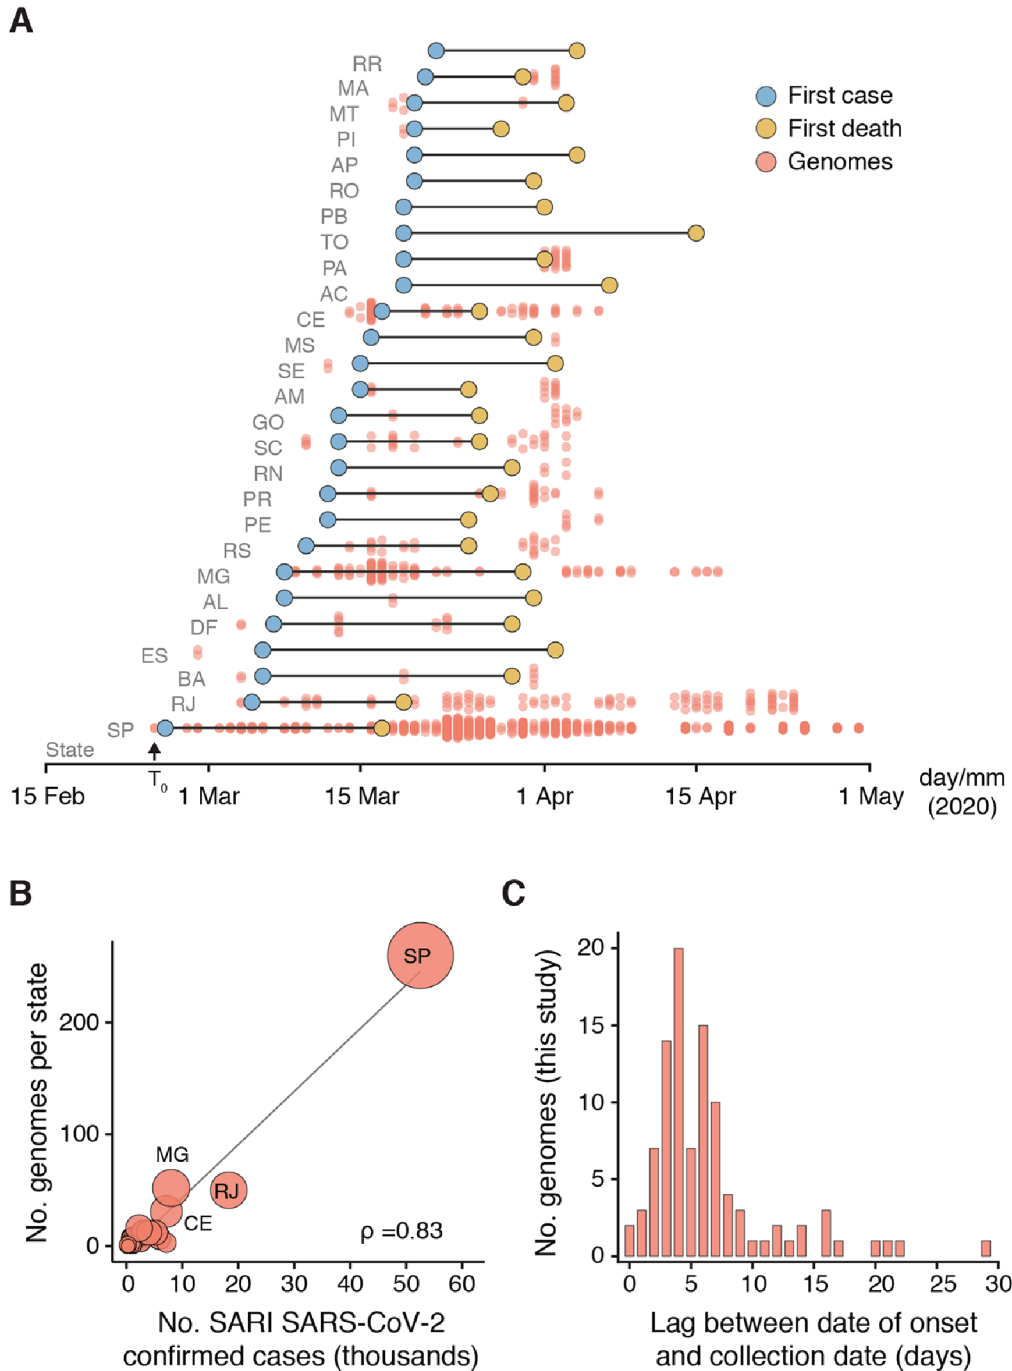 A
RR
MA
MT
PI
AP
RO
PB
TO
PA
AC
CE
MS
SE
AM
GO
SC
RN
PR
PE
RS
MG
AL
DF
ES
BA
RJ
SP
State
First case
First death
Genomes
T0
15 Feb
1 Mar
15 Mar
1 Apr
15 Apr
1 May
day/mm
(2020)
B
No. genomes per state
200
100
0
SP
MG
RJ
CE
ρ =0.83
0 10 20 30 40 50 60
No. SARI SARS-CoV-2
confirmed cases (thousands)
C
No. genomes (this study)
20
15
10
5
0
0 5 10 15 20 25 30
Lag between date of onset
and collection date (days)